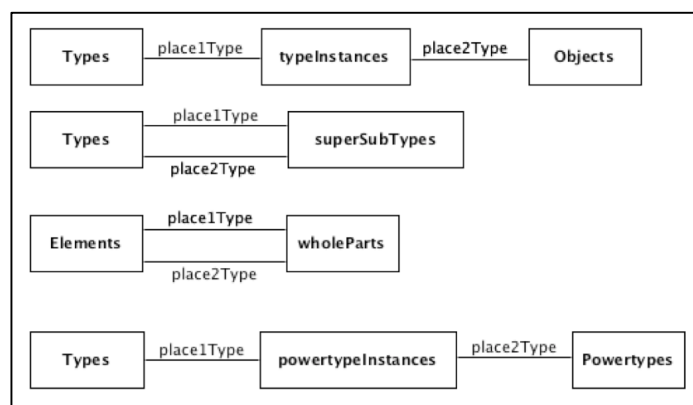 Types place1Type typeInstances place2Type Objects
place1Type
Types superSubTypes
place2Type
place1Type
Elements wholeParts
place2Type
Types place1Type powertypeInstances place2Type Powertypes